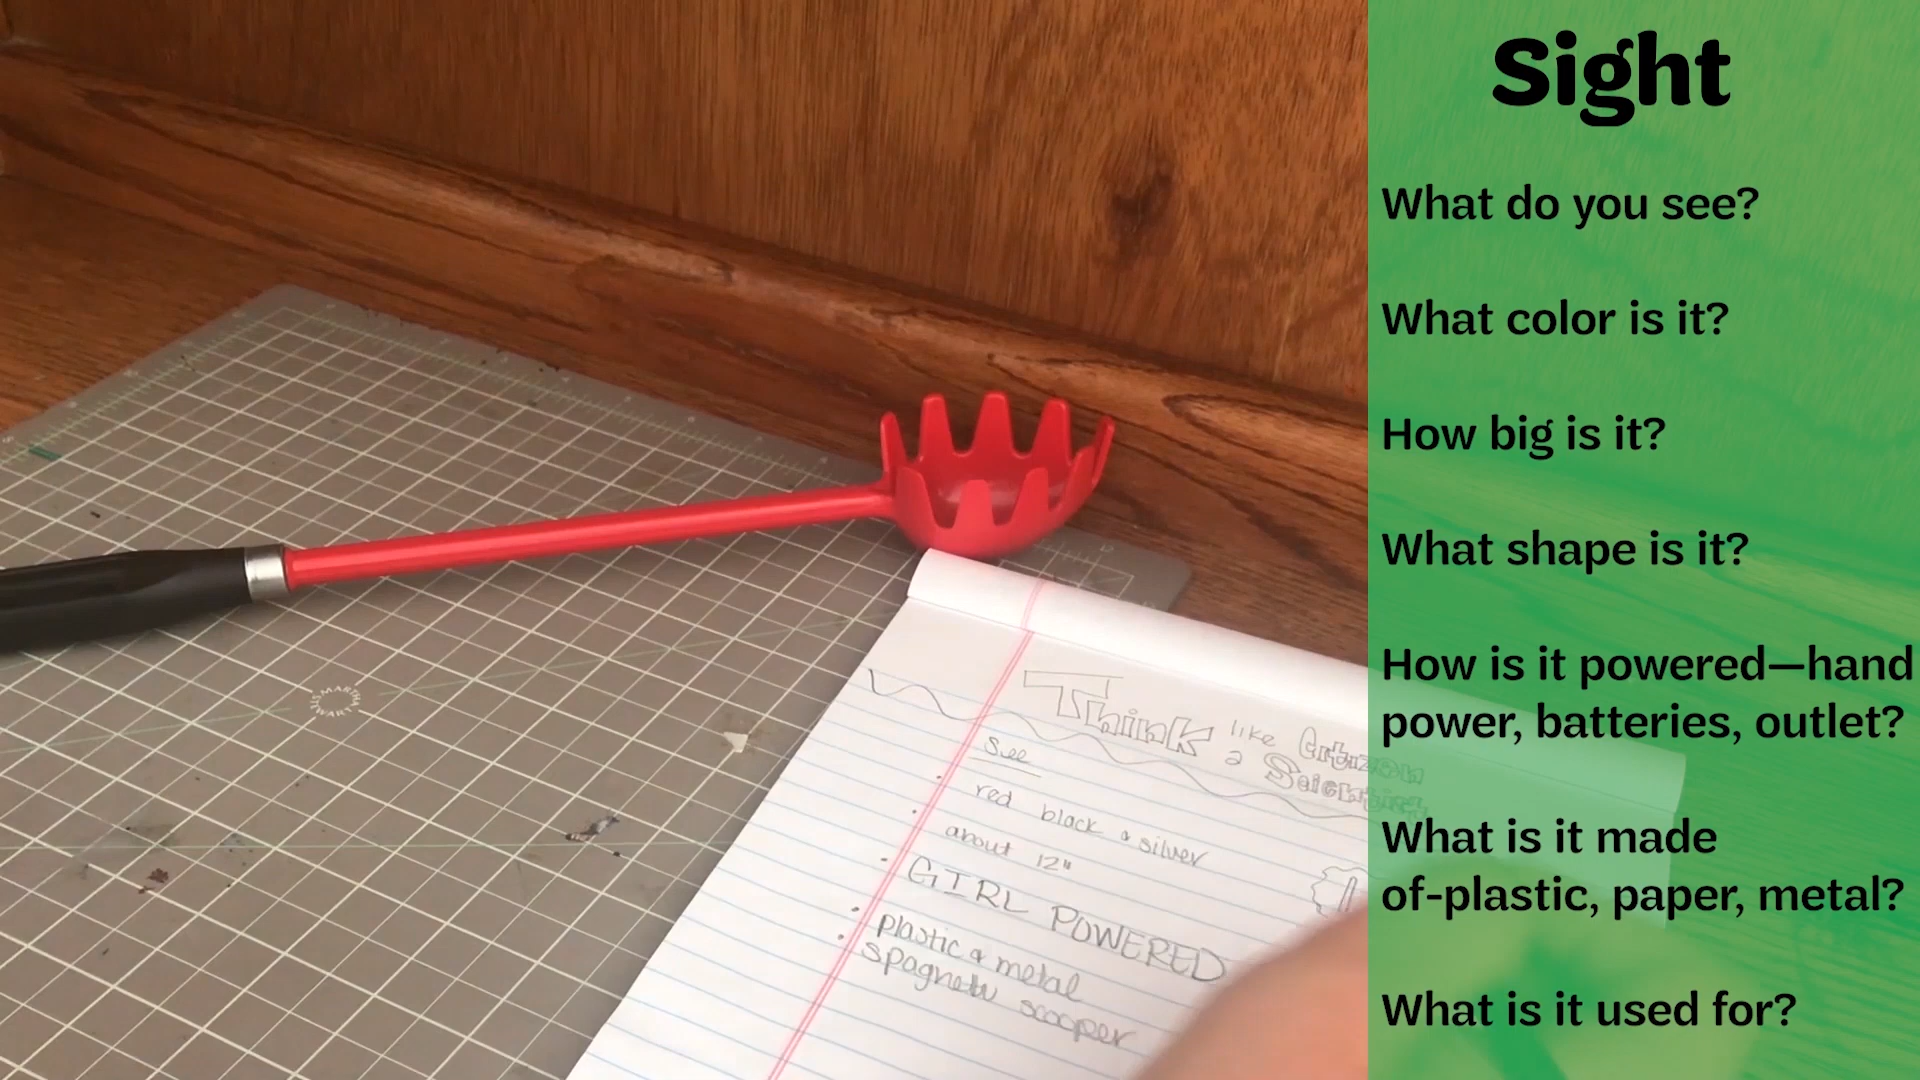 Sight
What do you see?
What color is it?
How big is it?
What shape is it?
How is it powered—hand
power, batteries, outlet?
What is it made
of-plastic, paper, metal?
What is it used for?
Think like Citizen
a Scientist
See
red black & silver
about 12"
GIRL POWERED
plastic & metal
spaghetti scooper